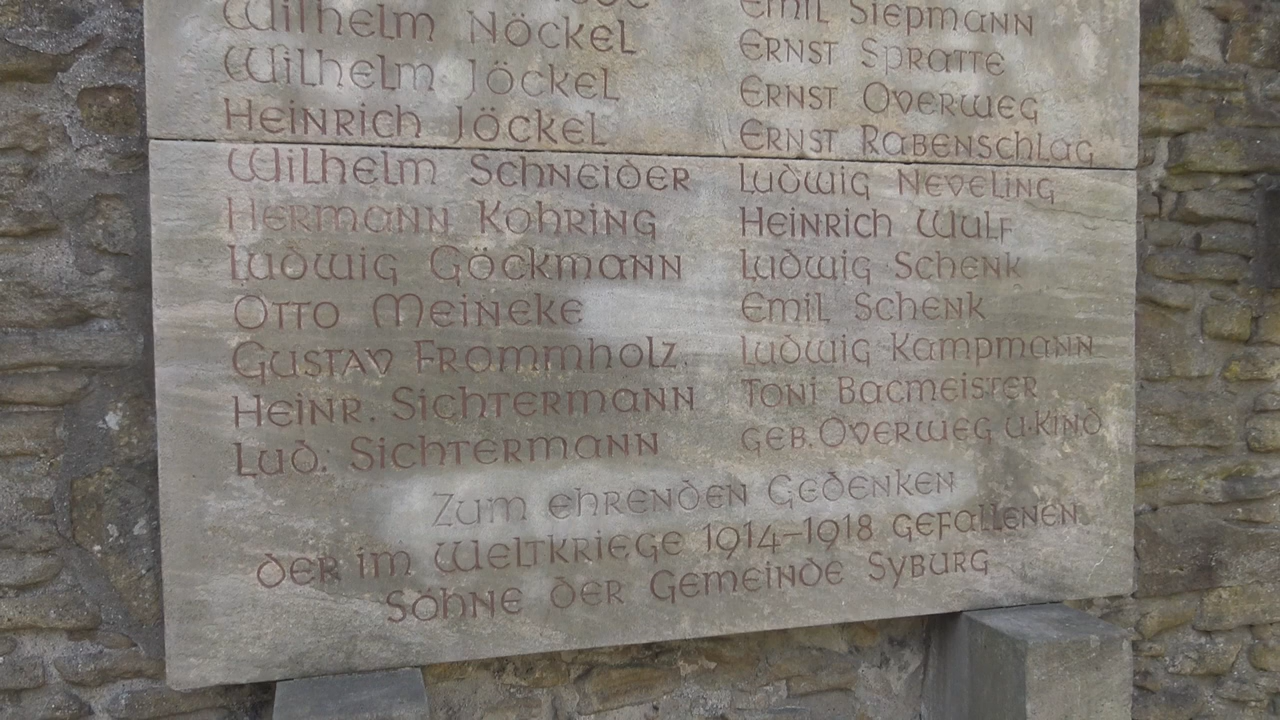 Wilhelm Nöckel
Wilhelm Jöckel
Heinrich Jöckel
Wilhelm Schneider
Hermann Kohring
Ludwig Göckmann
Otto Meineke
Gustav Frommholz.
Heinr. Sichtermann
Lud. Sichtermann
Emil Siepmann
Ernst Spratte
Ernst Overweg
Ernst Rabenschlag
Ludwig Neveling
Heinrich Wulf
Ludwig Schenk
Emil Schenk
Ludwig Kampmann
Toni Bacmeister
geb. Overweg u. Kind
Zum ehrenden Gedenken
der im Weltkriege 1914-1918 gefallenen
Söhne der Gemeinde Syburg